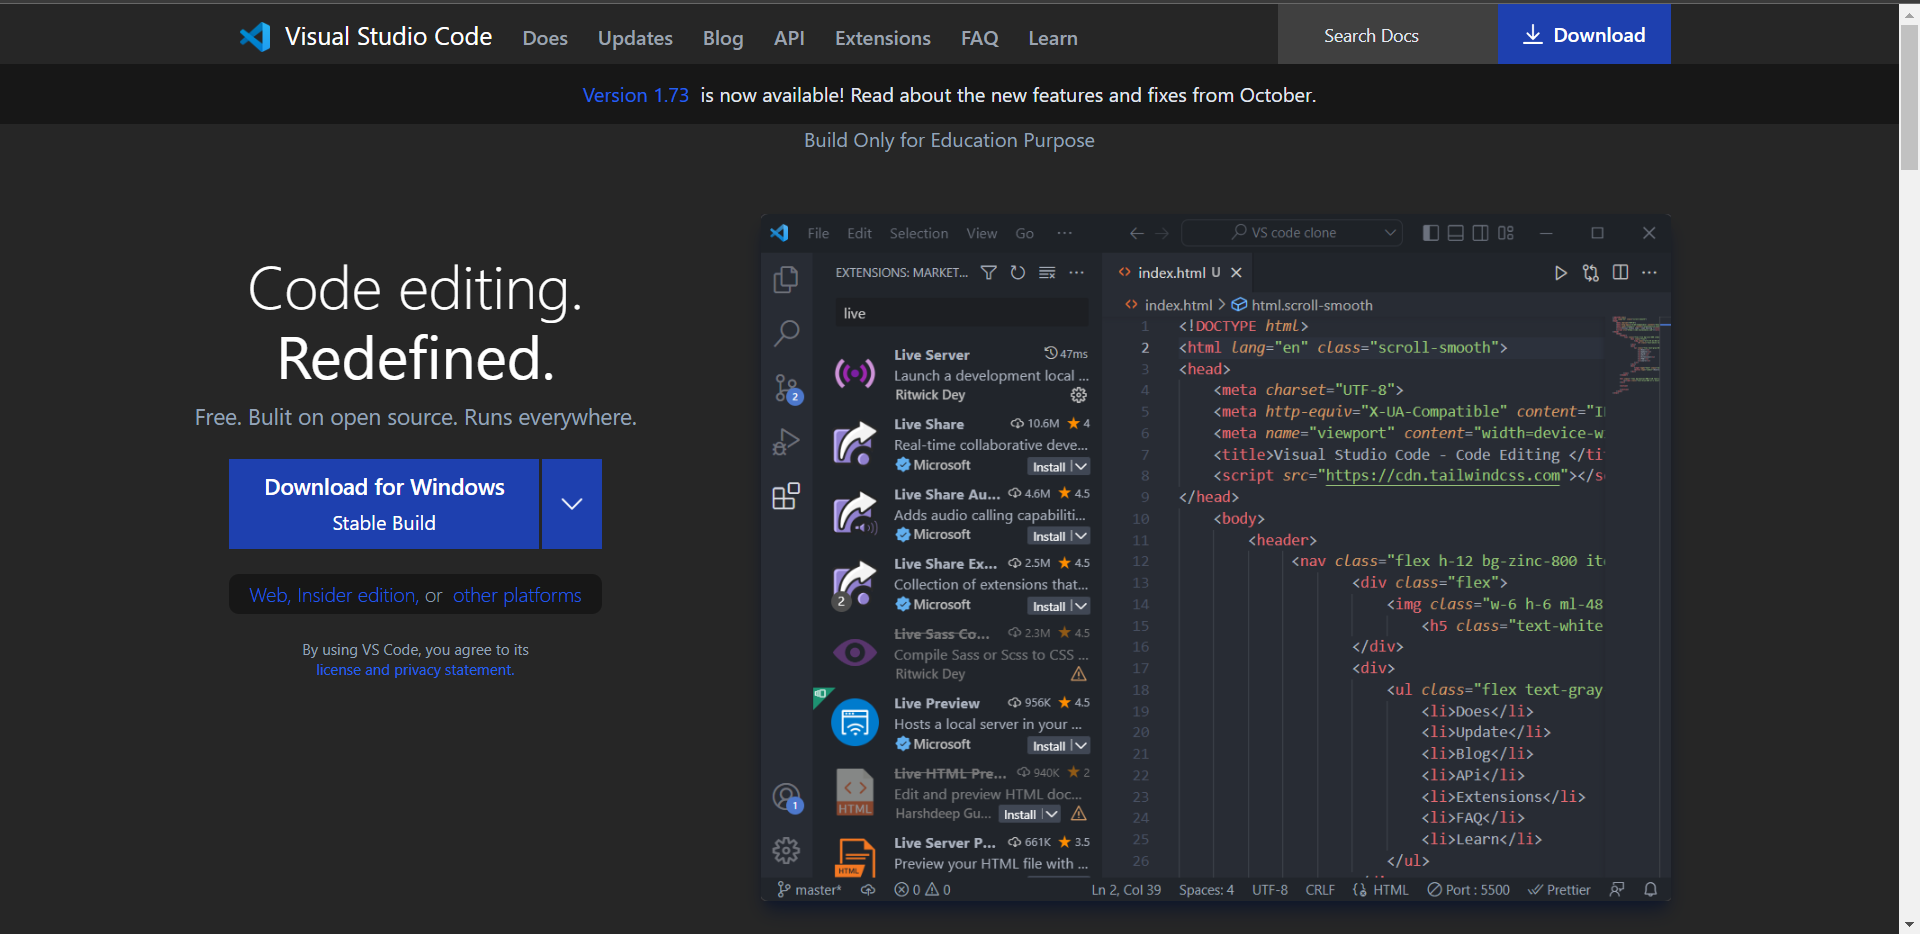 Visual Studio Code Does Updates Blog API Extensions FAQ Learn Search Docs Download
Version 1.73 is now available! Read about the new features and fixes from October.
Build Only for Education Purpose
Code editing.
Redefined.
Free. Bulit on open source. Runs everywhere.
Download for Windows
Stable Build
Web, Insider edition, or other platforms
By using VS Code, you agree to its
license and privacy statement.
File Edit Selection View Go ··· VS code clone
EXTENSIONS: MARKET... ···
live
Live Server 47ms
Launch a development local ...
Ritwick Dey
Live Share 10.6M 4
Real-time collaborative deve...
Microsoft Install
Live Share Au... 4.6M 4.5
Adds audio calling capabiliti...
Microsoft Install
Live Share Ex... 2.5M 4.5
Collection of extensions that...
2 Microsoft Install
Live Sass Co... 2.3M 4.5
Compile Sass or Scss to CSS ...
Ritwick Dey
Live Preview 956K 4.5
Hosts a local server in your ...
Microsoft Install
Live HTML Pre... 940K 2
Edit and preview HTML doc...
HTML Harshdeep Gu... Install
Live Server P... 661K 3.5
Preview your HTML file with ...
HTML
2
1
index.html U ···
index.html > html.scroll-smooth
1 <!DOCTYPE html>
2 <html lang="en" class="scroll-smooth">
3 <head>
4 <meta charset="UTF-8">
5 <meta http-equiv="X-UA-Compatible" content="I
6 <meta name="viewport" content="width=device-w
7 <title>Visual Studio Code - Code Editing </ti
8 <script src="https://cdn.tailwindcss.com"></s
9 </head>
10 <body>
11 <header>
12 <nav class="flex h-12 bg-zinc-800 it
13 <div class="flex">
14 <img class="w-6 h-6 ml-48
15 <h5 class="text-white
16 </div>
17 <div>
18 <ul class="flex text-gray
19 <li>Does</li>
20 <li>Update</li>
21 <li>Blog</li>
22 <li>APi</li>
23 <li>Extensions</li>
24 <li>FAQ</li>
25 <li>Learn</li>
26 </ul>
master* 0 0 Ln 2, Col 39 Spaces: 4 UTF-8 CRLF HTML Port : 5500 Prettier